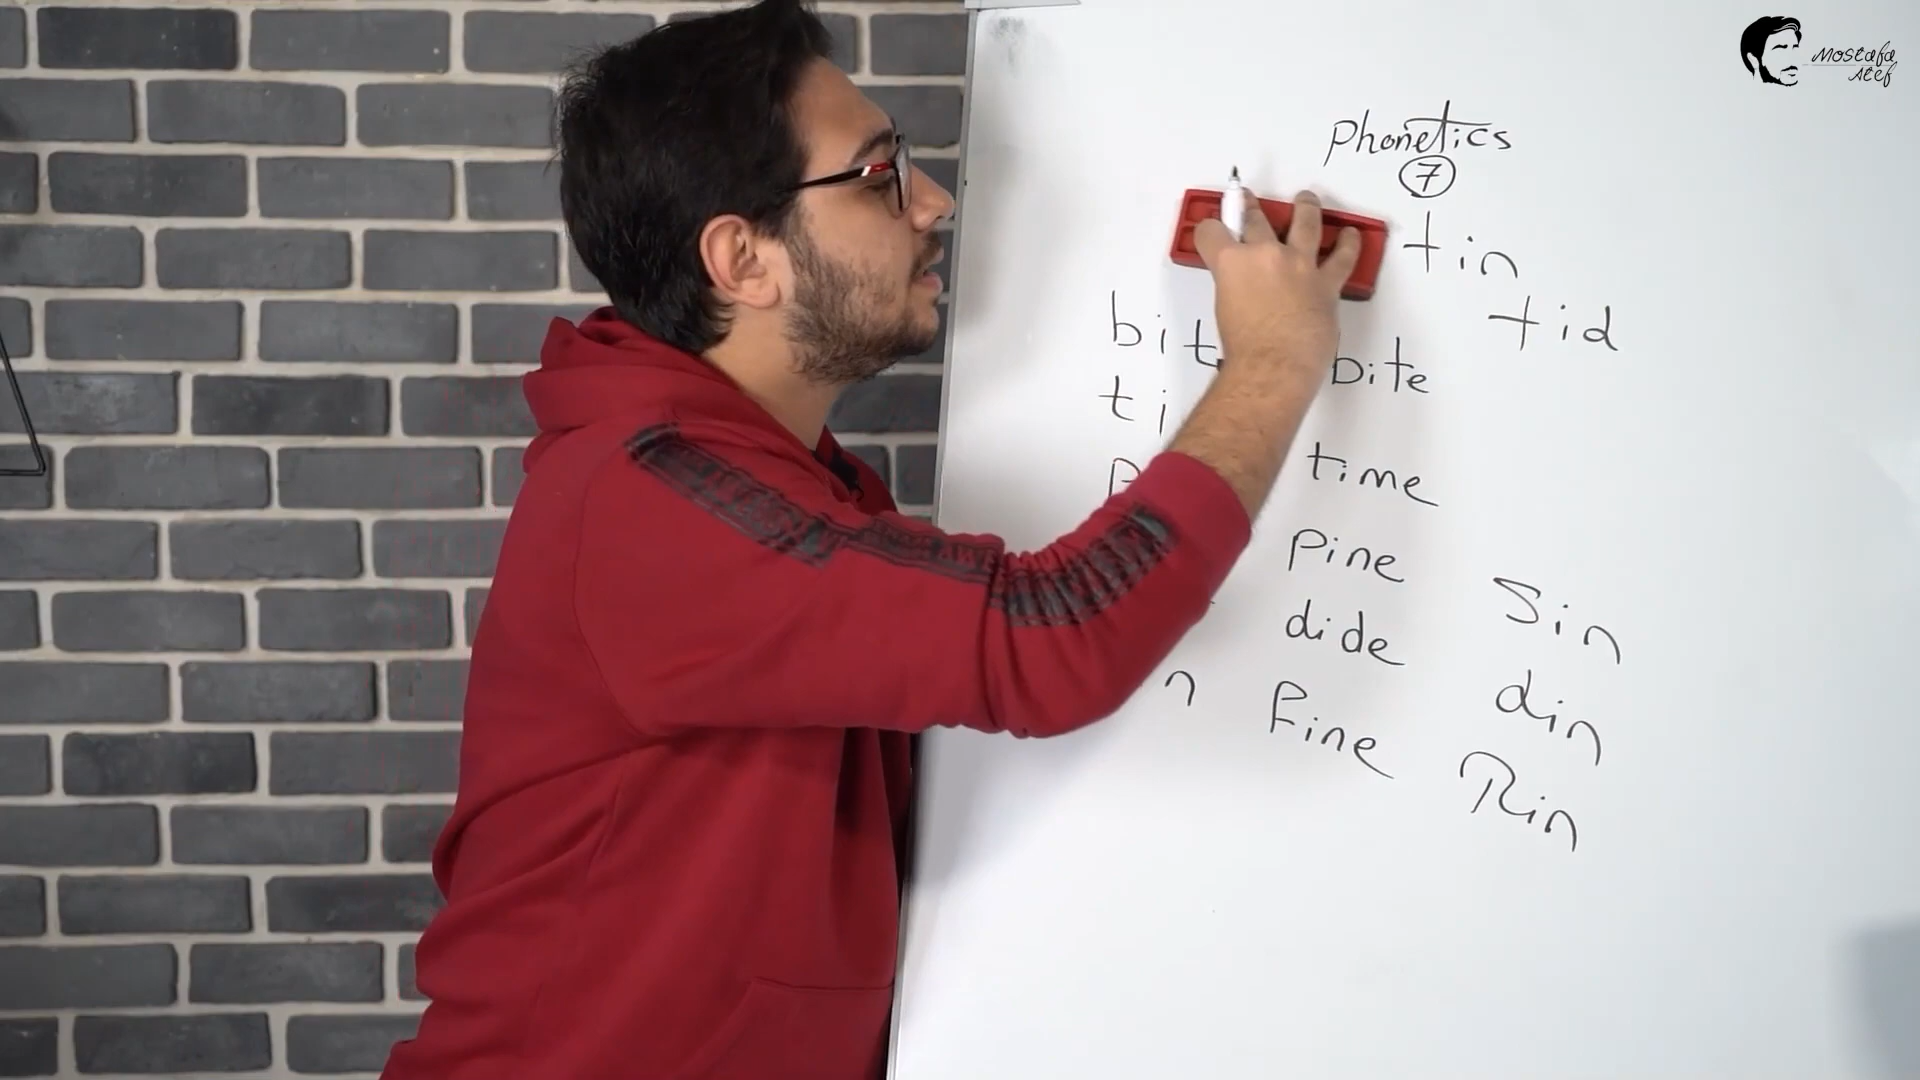 Mostafa
Atef
Phonetics
7
tin
tid
bit bite
time
pine
Sin
dide
din
Fine
Rin